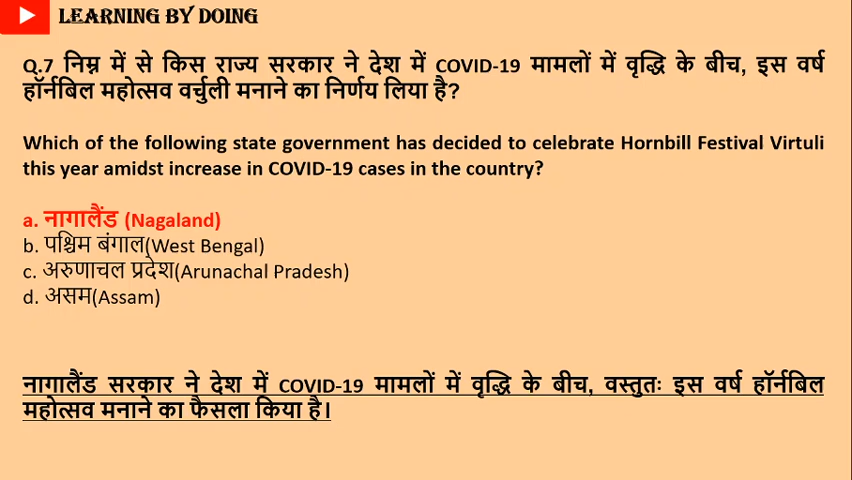 LEARNING BY DOING
Q.7 निम्न में से किस राज्य सरकार ने देश में COVID-19 मामलों में वृद्धि के बीच, इस वर्ष
हॉर्नबिल महोत्सव वर्चुली मनाने का निर्णय लिया है?
Which of the following state government has decided to celebrate Hornbill Festival Virtuli
this year amidst increase in COVID-19 cases in the country?
a. नागालैंड (Nagaland)
b. पश्चिम बंगाल(West Bengal)
c. अरुणाचल प्रदेश(Arunachal Pradesh)
d. असम(Assam)
नागालैंड सरकार ने देश में COVID-19 मामलों में वृद्धि के बीच, वस्तुतः इस वर्ष हॉर्नबिल
महोत्सव मनाने का फैसला किया है।